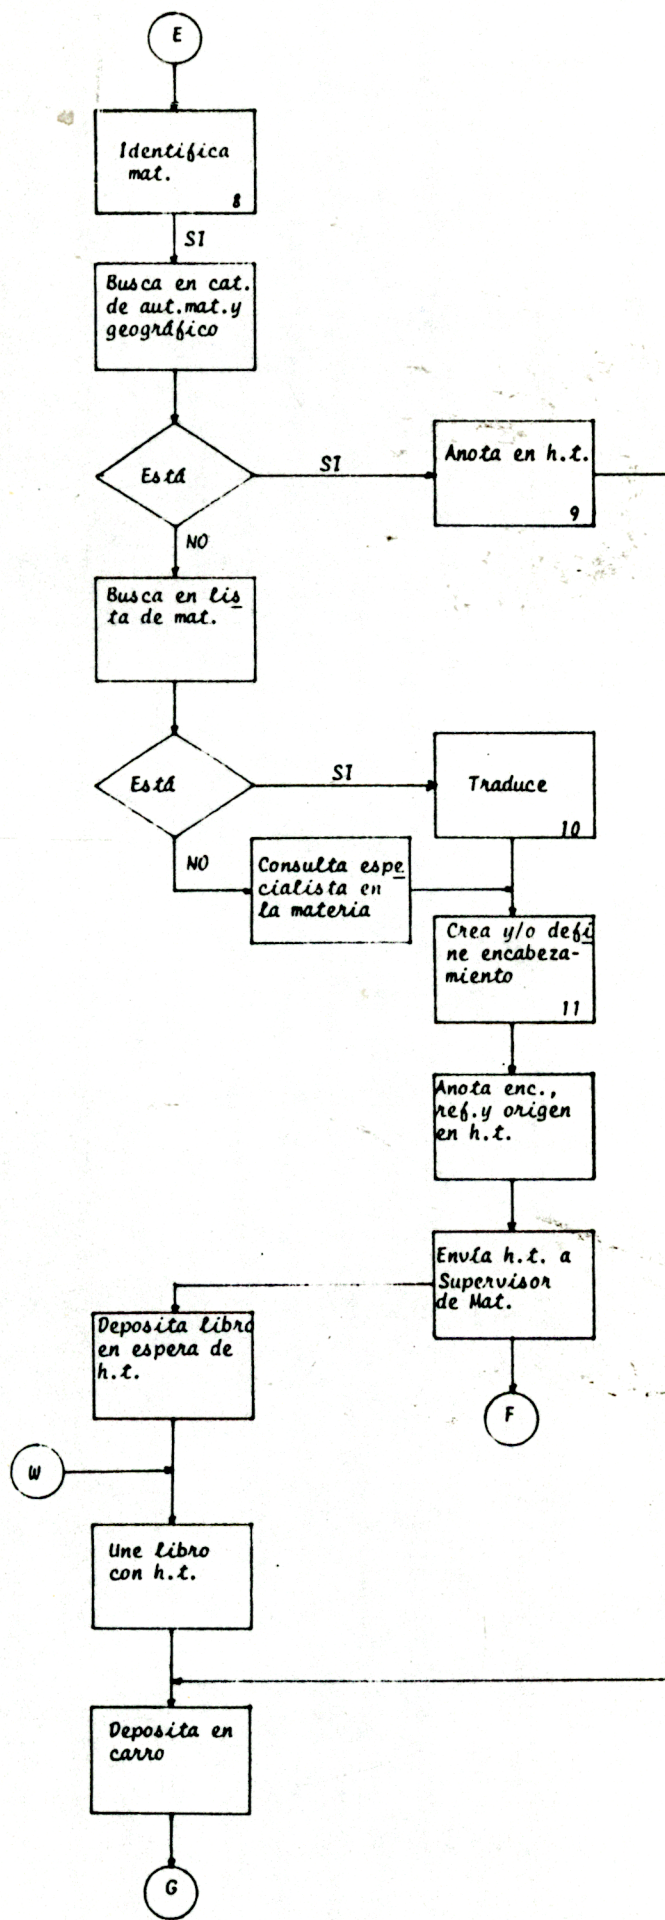 E
Identifica
mat.
8
SI
Busca en cat.
de aut.mat.y
geográfico
Está
SI
Anota en h.t.
9
NO
Busca en lis
ta de mat.
Está
SI
Traduce
10
NO
Consulta espe
cialista en
la materia
Crea y/o defi
ne encabeza-
miento
11
Anota enc.,
ref.y origen
en h.t.
Envía h.t. a
Supervisor
de Mat.
Deposita libro
en espera de
h.t.
F
W
Une libro
con h.t.
Deposita en
carro
G